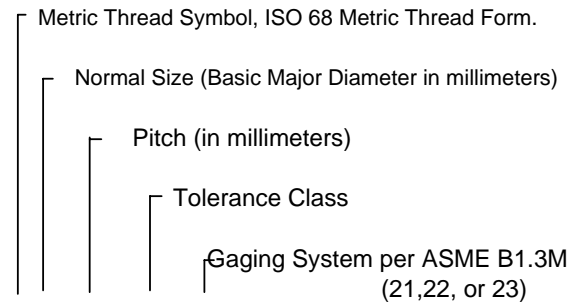 Metric Thread Symbol, ISO 68 Metric Thread Form.
Normal Size (Basic Major Diameter in millimeters)
Pitch (in millimeters)
Tolerance Class
Gaging System per ASME B1.3M
(21,22, or 23)